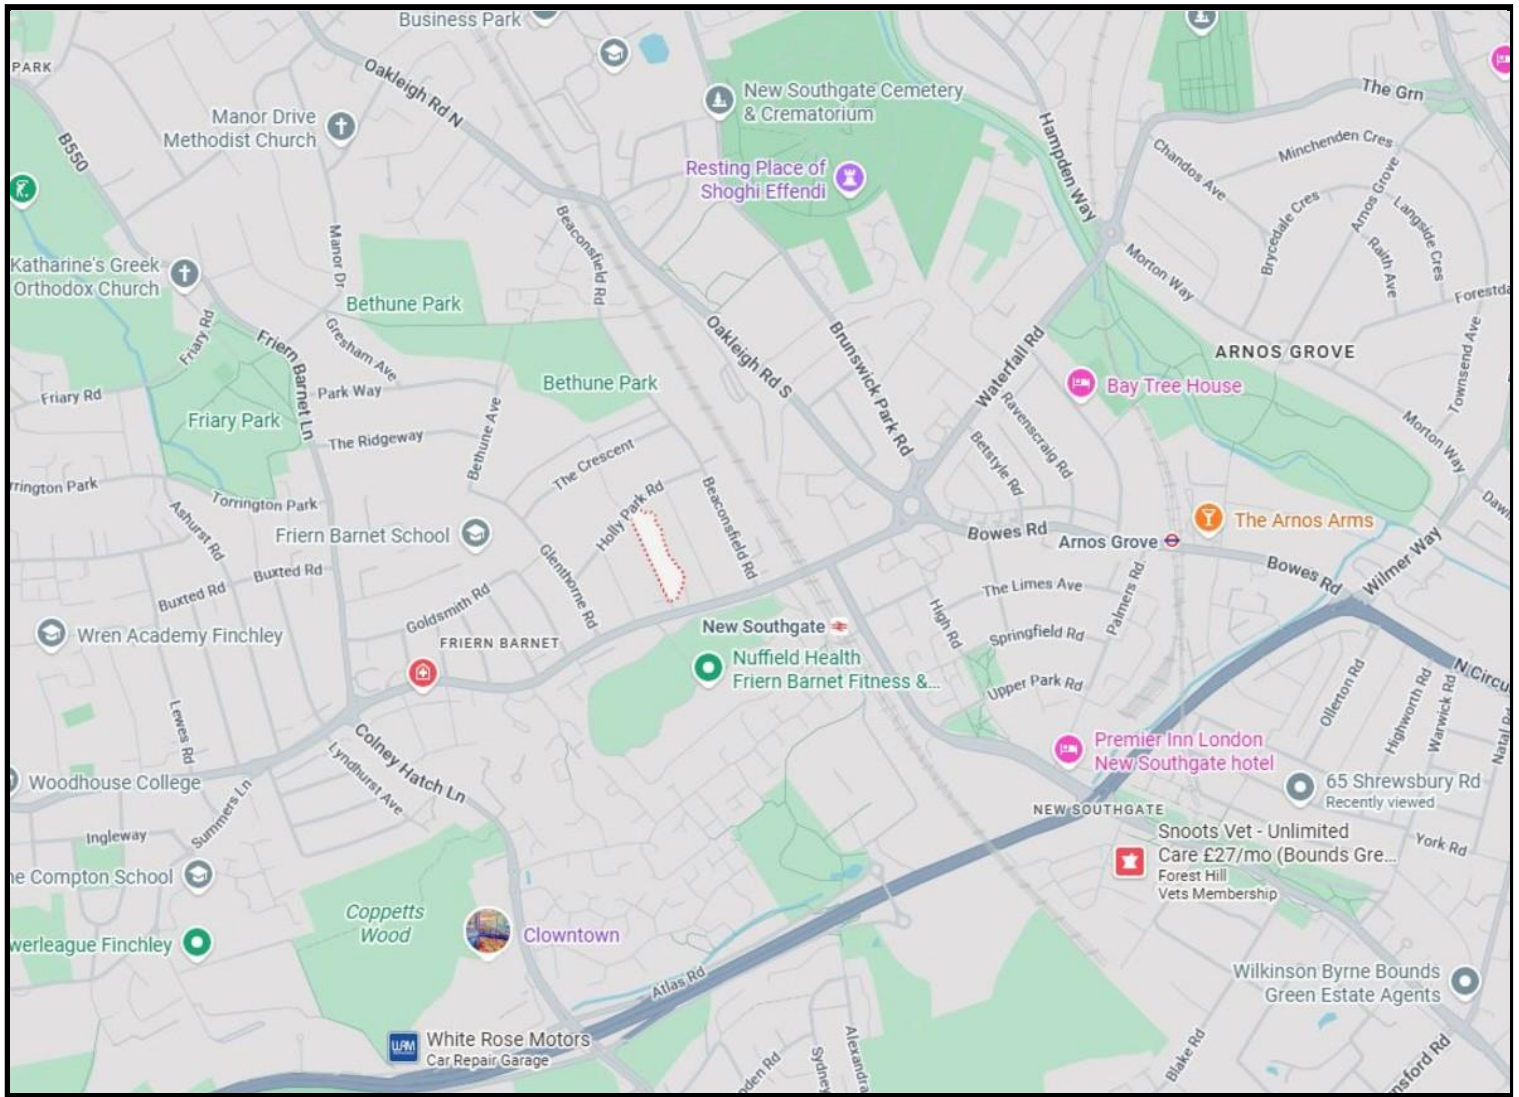 Business Park
PARK
Oakleigh Rd N
The Grn
New Southgate Cemetery
& Crematorium
Manor Drive
Methodist Church
B550
Hampden Way
Minchenden Cres
Chandos Ave
Arnos Grove
Resting Place of
Shoghi Effendi
Brycedale Cres
Langside Cres
Raith Ave
Beaconsfield Rd
Manor Dr
Katharine's Greek
Orthodox Church
Morton Way
Bethune Park
Friary Rd
Gresham Ave
Friern Barnet Ln
Oakleigh Rd S
Brunswick Park Rd
Waterfall Rd
ARNOS GROVE
Townsend Ave
Bethune Park
Bay Tree House
Park Way
Friary Rd
Friary Park
Ravenscraig Rd
Betstyle Rd
The Ridgeway
Bethune Ave
Morton Way
The Crescent
rrington Park
Torrington Park
Holly Park Rd
Beaconsfield Rd
Ashurst Rd
Friern Barnet School
Bowes Rd
Arnos Grove
The Arnos Arms
Wilmer Way
Bowes Rd
Buxted Rd
Buxted Rd
Glenthorne Rd
Goldsmith Rd
The Limes Ave
Palmers Rd
High Rd
Springfield Rd
Wren Academy Finchley
FRIERN BARNET
New Southgate
Nuffield Health
Friern Barnet Fitness &...
Upper Park Rd
N Circu
Ollerton Rd
Highworth Rd
Warwick Rd
Natal Rd
Lewes Rd
Colney Hatch Ln
Lyndhurst Ave
Premier Inn London
New Southgate hotel
Woodhouse College
65 Shrewsbury Rd
Recently viewed
NEW SOUTHGATE
Summers Ln
Ingleway
York Rd
Snoots Vet - Unlimited
Care £27/mo (Bounds Gre...
Forest Hill
Vets Membership
ne Compton School
Coppetts
Wood
Clowntown
werleague Finchley
Atlas Rd
Wilkinson Byrne Bounds
Green Estate Agents
White Rose Motors
Car Repair Garage
Sydney
Alexandra
Blake Rd
nsford Rd